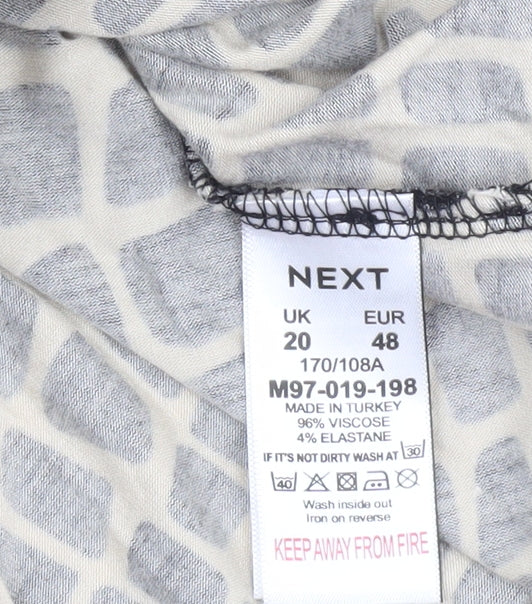 NEXT
UK EUR
20 48
170/108A
M97-019-198
MADE IN TURKEY
96% VISCOSE
4% ELASTANE
IF IT'S NOT DIRTY WASH AT 30
40
Wash inside out
Iron on reverse
KEEP AWAY FROM FIRE